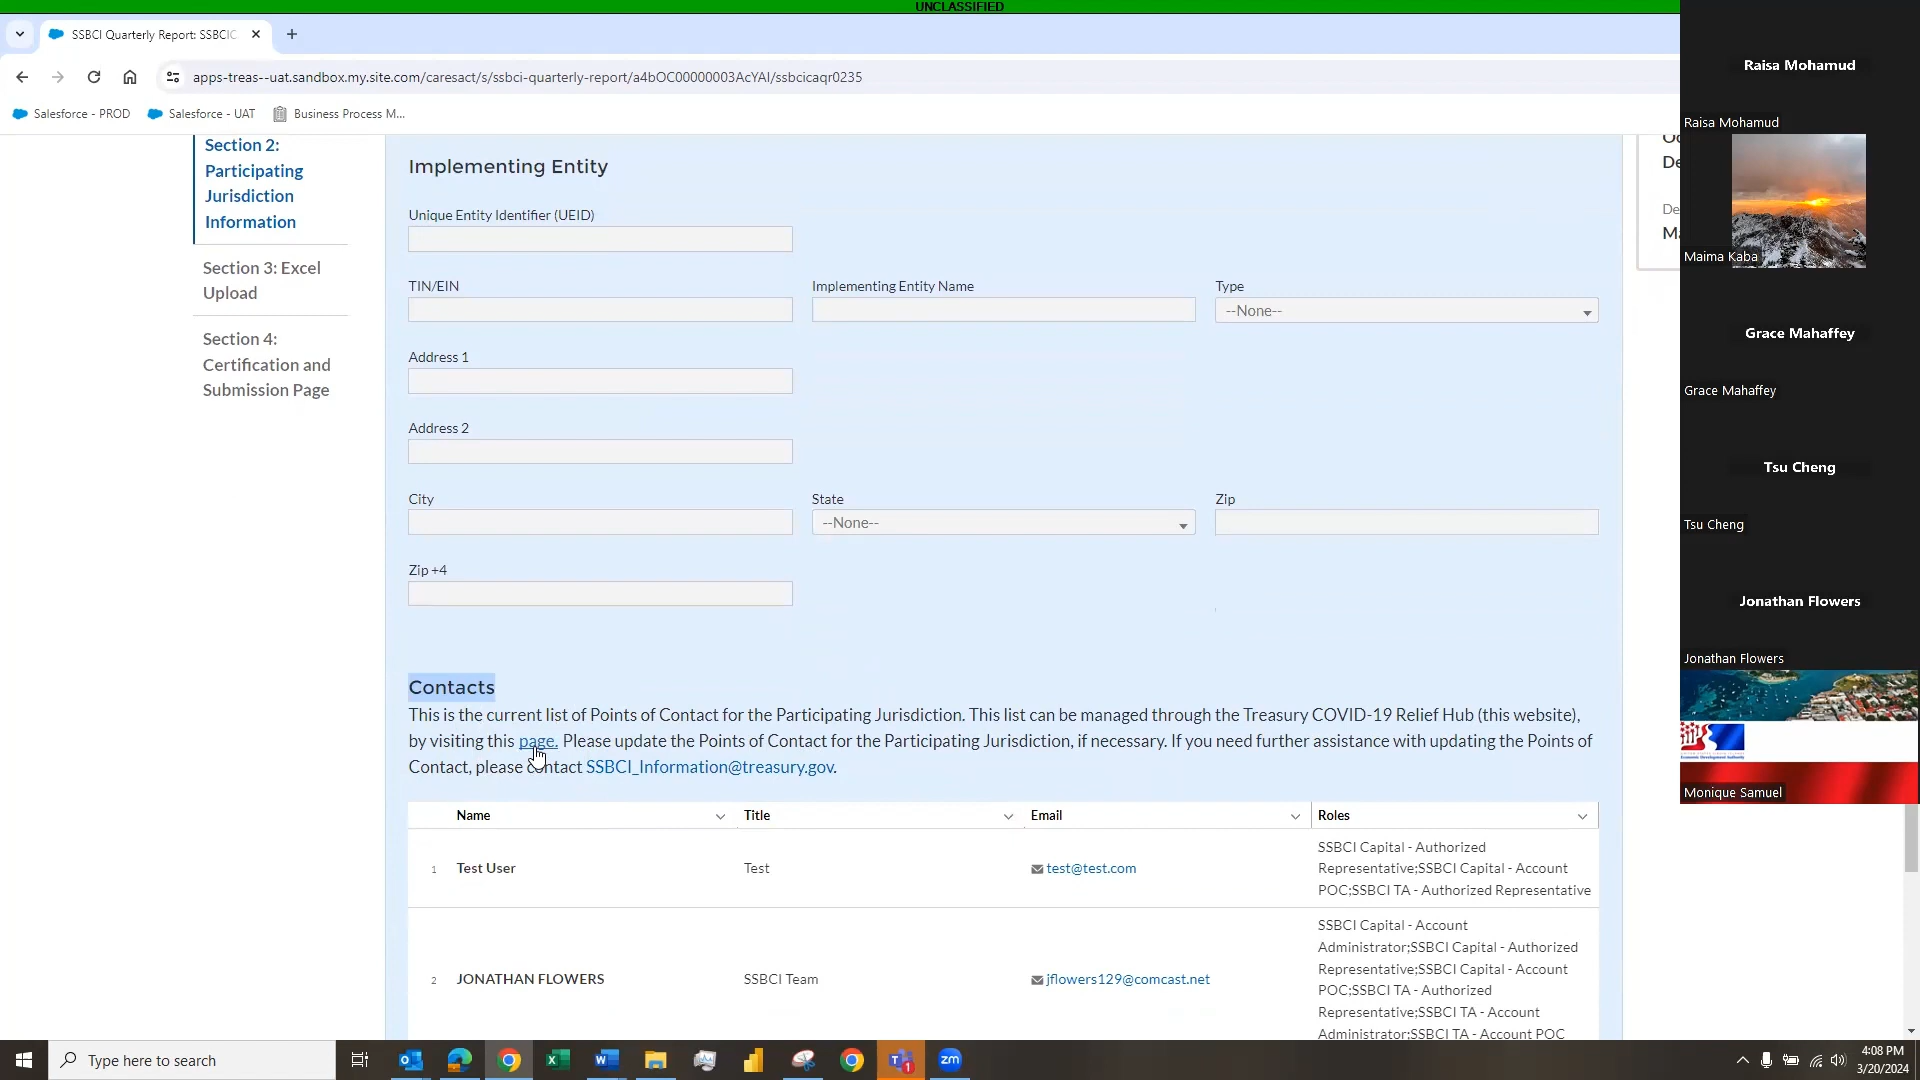 UNCLASSIFIED
SSBCI Quarterly Report: SSBCIC
apps-treas--uat.sandbox.my.site.com/caresact/s/ssbci-quarterly-report/a4bOC00000003AcYAI/ssbcicaqr0235
Salesforce - PROD
Salesforce - UAT
Business Process M...
Section 2:
Participating
Jurisdiction
Information
Section 3: Excel
Upload
Section 4:
Certification and
Submission Page
Implementing Entity
Unique Entity Identifier (UEID)
TIN/EIN
Implementing Entity Name
Type
--None--
Address 1
Address 2
City
State
Zip
--None--
Zip +4
Contacts
This is the current list of Points of Contact for the Participating Jurisdiction. This list can be managed through the Treasury COVID-19 Relief Hub (this website),
by visiting this page. Please update the Points of Contact for the Participating Jurisdiction, if necessary. If you need further assistance with updating the Points of
Contact, please contact SSBCI_Information@treasury.gov.
Name
Title
Email
Roles
1
Test User
Test
test@test.com
SSBCI Capital - Authorized
Representative;SSBCI Capital - Account
POC;SSBCI TA - Authorized Representative
2
JONATHAN FLOWERS
SSBCI Team
jflowers129@comcast.net
SSBCI Capital - Account
Administrator;SSBCI Capital - Authorized
Representative;SSBCI Capital - Account
POC;SSBCI TA - Authorized
Representative;SSBCI TA - Account
Administrator;SSBCI TA - Account POC
De
De
Ma
Raisa Mohamud
Raisa Mohamud
Maima Kaba
Grace Mahaffey
Grace Mahaffey
Tsu Cheng
Tsu Cheng
Jonathan Flowers
Jonathan Flowers
Monique Samuel
Type here to search
zm
1
4:08 PM
3/20/2024